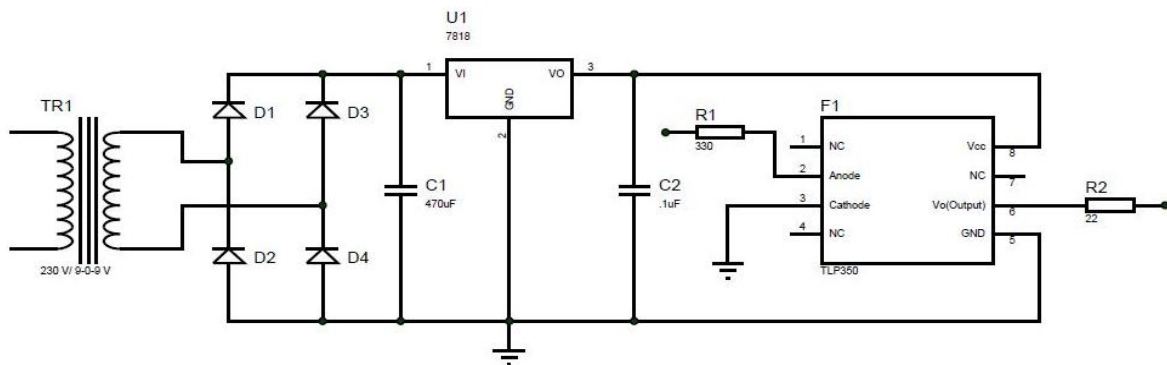 U1
7818
1
VI
VO
3
GND
2
TR1
230 V/ 9-0-9 V
D1
D3
D2
D4
C1
470uF
C2
.1uF
R1
330
F1
1
NC
2
Anode
3
Cathode
4
NC
Vcc
8
NC
7
Vo(Output)
6
GND
5
TLP350
R2
22